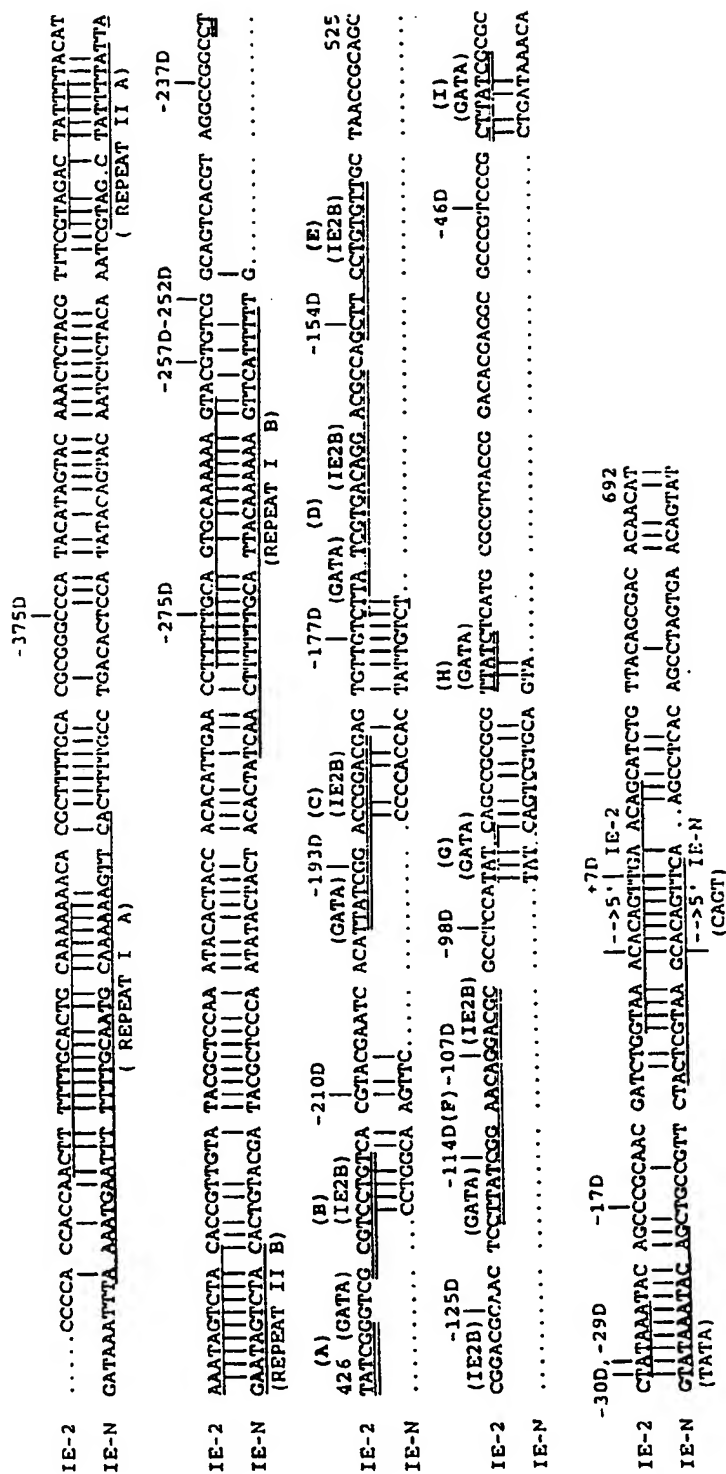 -375D
IE-2 .....CCCCA CCACCAACTT TTTTGCACTG CAAAAAAACA CGCTTTTGCA CGCGGGCCCA TACATAGTAC AAACTCTACG TTTCGTAGAC TATTTTACAT
IE-N GATAAATTTA AAATGAATTT TTTTGCAATG CAAAAAAGTT CACTTTTGCC TGACACTCCA TATACAGTAC AATCTCTACA AATCGTAG.C TATTTTATTA
( REPEAT I A) ( REPEAT II A)
-275D -257D-252D -237D
IE-2 AAATAGTCTA CACCGTTGTA TACGCTCCAA ATACACTACC ACACATTGAA CCTTTTTGCA GTGCAAAAAA GTACGTGTCG GCAGTCACGT AGGCCGGCCT
IE-N GAATAGTCTA CACTGTACGA TACGCTCCCA ATATACTACT ACACTATCAA CTTTTTTGCA TTACAAAAAA GTTCATTTTT G......... ..........
(REPEAT II B) (REPEAT I B)
(A) (B) -210D -193D (C) -177D (D) -154D (E)
426 (GATA) (IE2B) (GATA) (IE2B) (GATA) (IE2B) (IE2B) 525
IE-2 TATCGGGTCG CGTCCTGTCA CGTACGAATC ACATTATCGG ACCGGACGAG TGTTGTCTTA TCGTGACAGG ACGCCAGCTT CCTGTGTTGC TAACCGCAGC
IE-N .......... ...CCTGGCA AGTTC..... .......... .CCCCACCAC TATTGTCT.. .......... .......... .......... ..........
-125D -114D(F) -107D -98D (G) (H) -46D (I)
(IE2B) (GATA) (IE2B) (GATA) (GATA) (GATA)
IE-2 CGGACGCAAC TCCTTATCGG AACAGGACGC GCCTCCATAT .CAGCCGCGCG TTATCTCATG CGCGTGACCG GACACGAGGC GCCCGTCCCG CTTATCGCGC
IE-N .......... .......... .......... .......TAT .CAGTCGTGCA GTA....... .......... .......... .......... CTGATAAACA
-30D,-29D -17D +7D
|-->5' IE-2 692
IE-2 CTATAAATAC AGCCCGCAAC GATCTGGTAA ACACAGTTGA ACAGCATCTG TTACAGCGAC ACAACAT
IE-N GTATAAATAC AGCTGCCGTT CTACTCGTAA GCACAGTTCA ..AGCCTCAC AGCCTAGTGA ACAGTAT
(TATA) |-->5' IE-N
(CAGT)